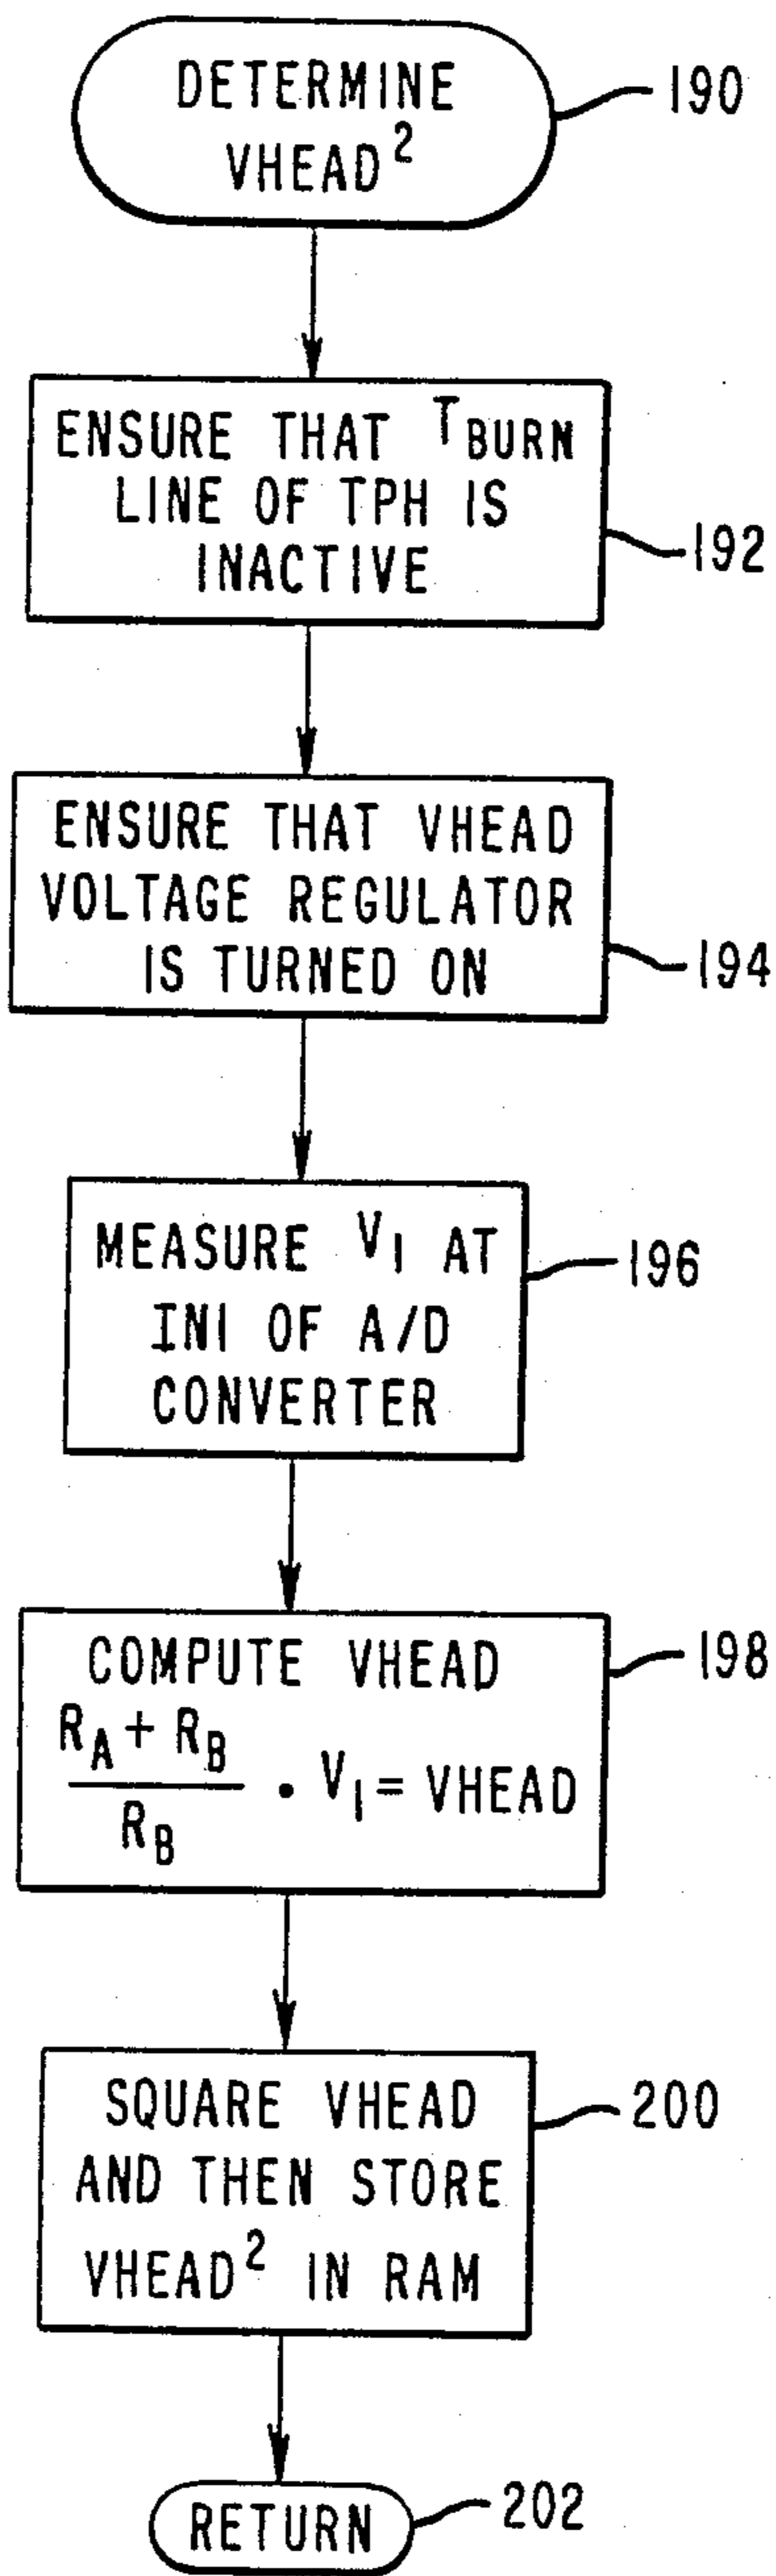 DETERMINE
VHEAD²
190
ENSURE THAT TBURN
LINE OF TPH IS
INACTIVE
192
ENSURE THAT VHEAD
VOLTAGE REGULATOR
IS TURNED ON
194
MEASURE V1 AT
IN1 OF A/D
CONVERTER
196
COMPUTE VHEAD
RA + RB
RB
• V1 = VHEAD
198
SQUARE VHEAD
AND THEN STORE
VHEAD² IN RAM
200
RETURN
202